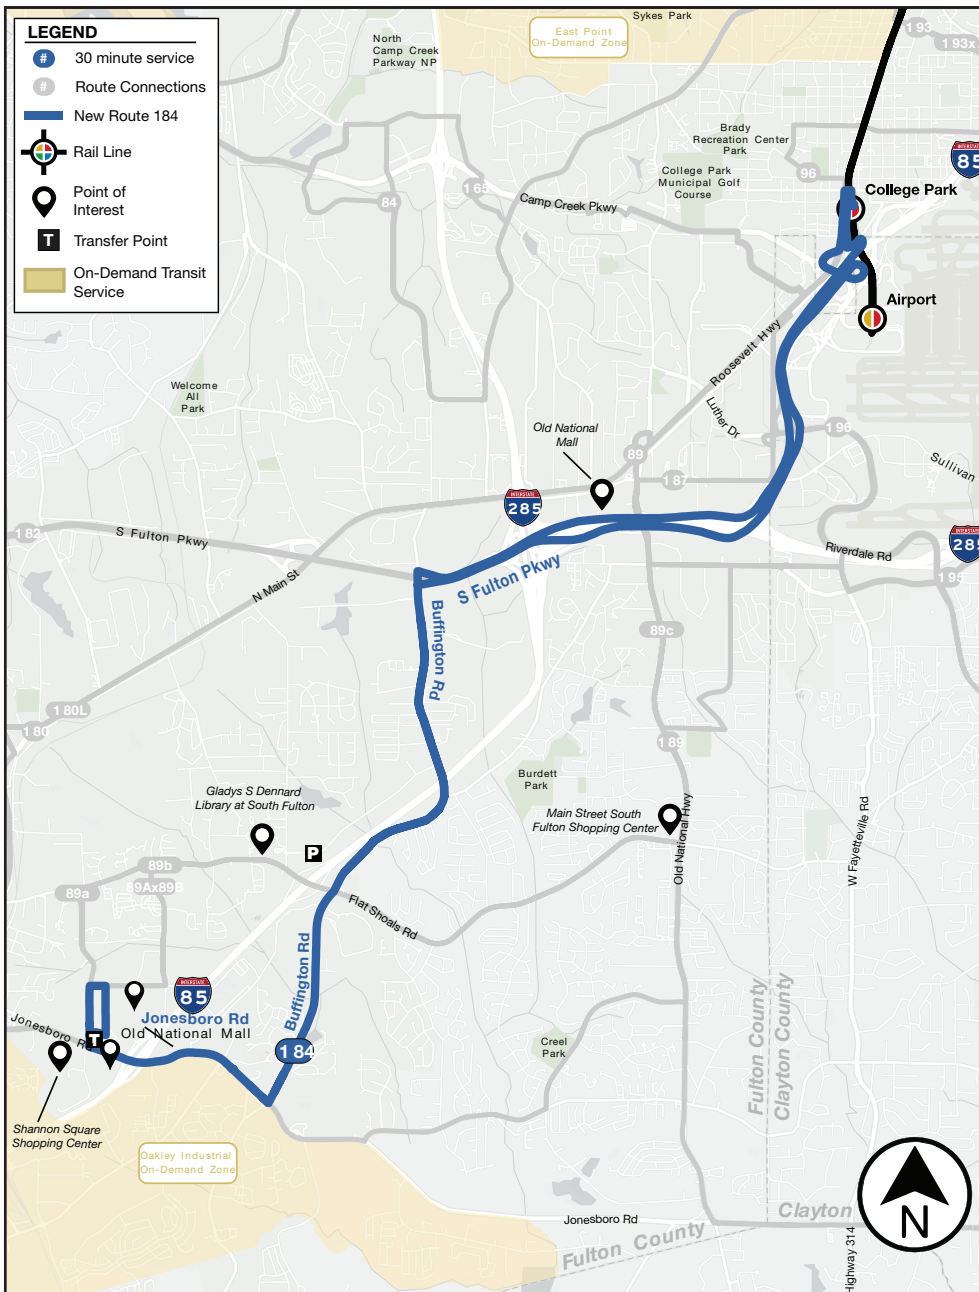 LEGEND
# 30 minute service
# Route Connections
New Route 184
Rail Line
Point of
Interest
T Transfer Point
On-Demand Transit
Service
Sykes Park
East Point
On-Demand Zone
193
193x
North
Camp Creek
Parkway NP
Brady
Recreation Center
Park
INTERSTATE
85
College Park
Municipal Golf
Course
96
College Park
165
84
Camp Creek Pkwy
Airport
Roosevelt Hwy
Welcome
All
Park
Luther Dr
Old National
Mall
196
89
187
Sullivan
INTERSTATE
285
182
S Fulton Pkwy
INTERSTATE
285
Riverdale Rd
195
N Main St
S Fulton Pkwy
Buffington Rd
89c
180L
180
189
Burdett
Park
Gladys S Dennard
Library at South Fulton
Main Street South
Fulton Shopping Center
Old National Hwy
W Fayetteville Rd
P
89b
89a
89Ax89B
Flat Shoals Rd
Buffington Rd
INTERSTATE
85
Jonesboro Rd
Old National Mall
Jonesboro Rd
T
184
Creel
Park
Fulton County
Clayton County
Shannon Square
Shopping Center
Oakley Industrial
On-Demand Zone
N
Jonesboro Rd
Clayton
Fulton County
Highway 314